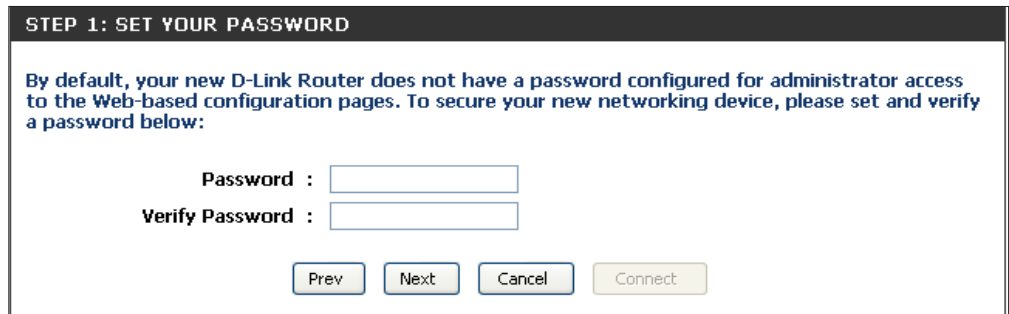 STEP 1: SET YOUR PASSWORD
By default, your new D-Link Router does not have a password configured for administrator access
to the Web-based configuration pages. To secure your new networking device, please set and verify
a password below:
Password :
Verify Password :
Prev Next Cancel Connect